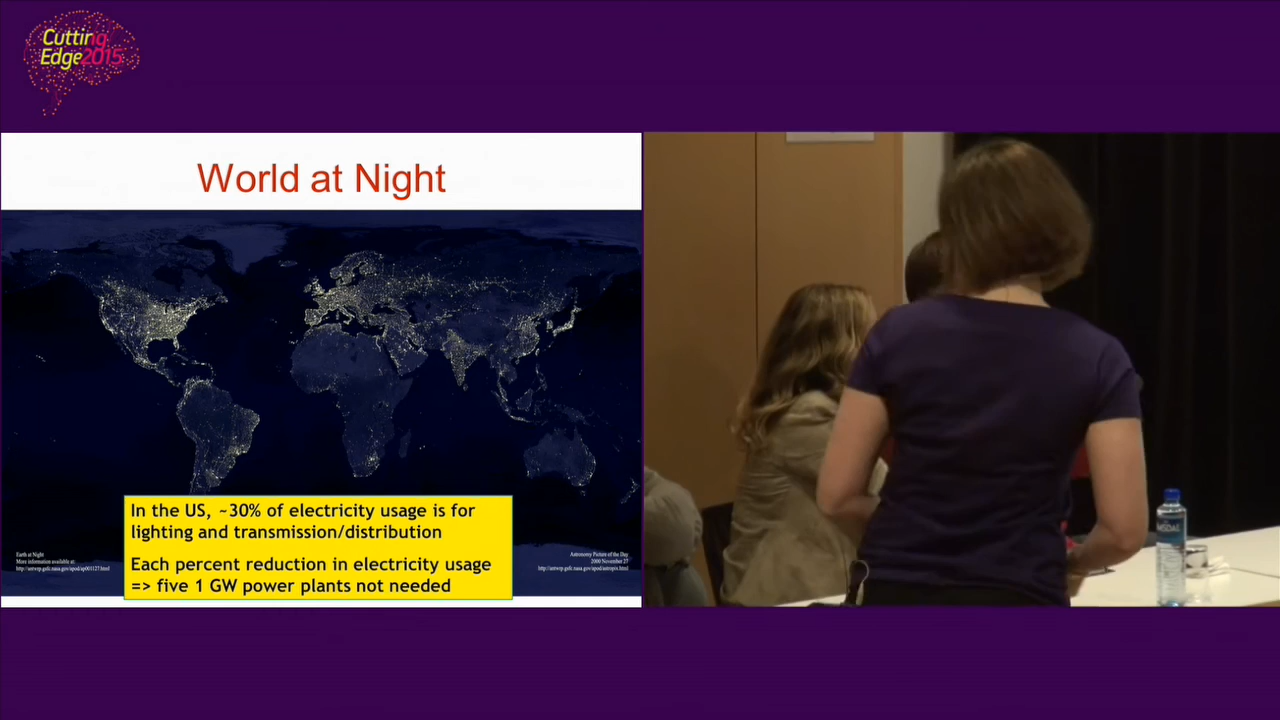 Cutting
Edge2015
World at Night
In the US, ~30% of electricity usage is for
lighting and transmission/distribution
Each percent reduction in electricity usage
=> five 1 GW power plants not needed
Earth at Night
More information available at:
http://antwrp.gsfc.nasa.gov/apod/ap001127.html
Astronomy Picture of the Day
2000 November 27
http://antwrp.gsfc.nasa.gov/apod/astropix.html